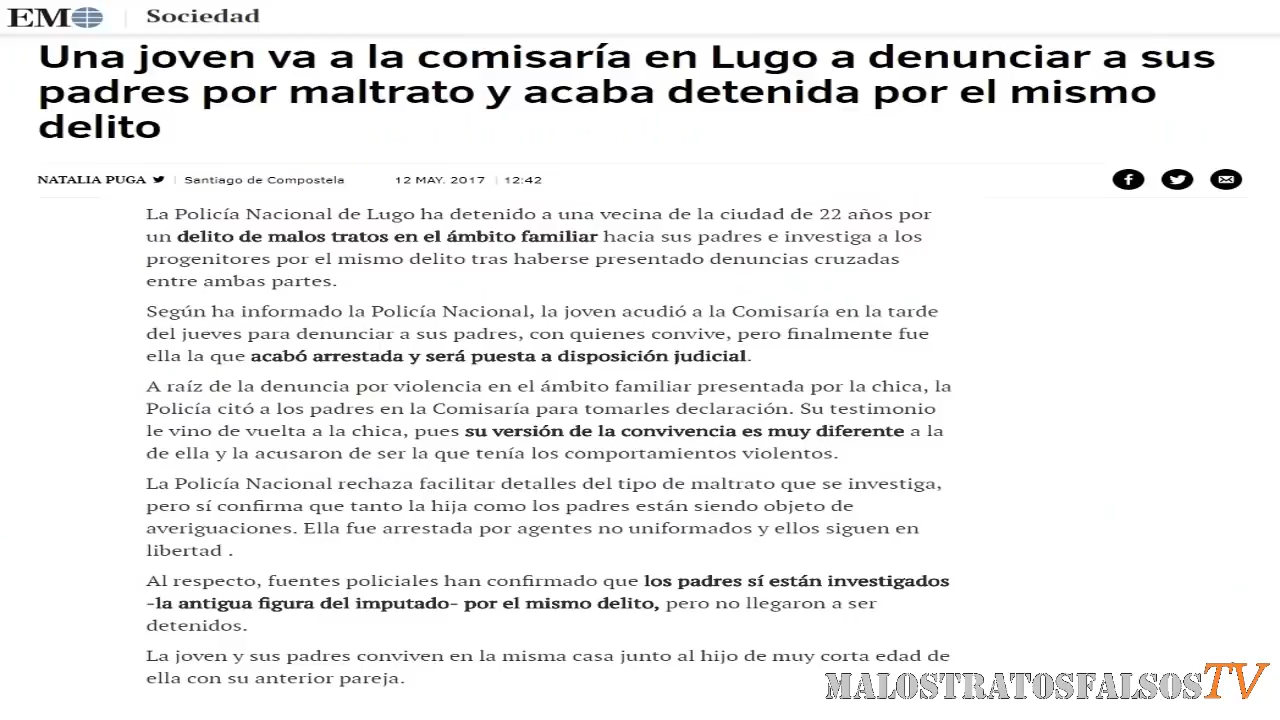 EM
Sociedad
Una joven va a la comisaría en Lugo a denunciar a sus
padres por maltrato y acaba detenida por el mismo
delito
NATALIA PUGA Santiago de Compostela 12 MAY. 2017 12:42
La Policía Nacional de Lugo ha detenido a una vecina de la ciudad de 22 años por
un delito de malos tratos en el ámbito familiar hacia sus padres e investiga a los
progenitores por el mismo delito tras haberse presentado denuncias cruzadas
entre ambas partes.
Según ha informado la Policía Nacional, la joven acudió a la Comisaría en la tarde
del jueves para denunciar a sus padres, con quienes convive, pero finalmente fue
ella la que acabó arrestada y será puesta a disposición judicial.
A raíz de la denuncia por violencia en el ámbito familiar presentada por la chica, la
Policía citó a los padres en la Comisaría para tomarles declaración. Su testimonio
le vino de vuelta a la chica, pues su versión de la convivencia es muy diferente a la
de ella y la acusaron de ser la que tenía los comportamientos violentos.
La Policía Nacional rechaza facilitar detalles del tipo de maltrato que se investiga,
pero sí confirma que tanto la hija como los padres están siendo objeto de
averiguaciones. Ella fue arrestada por agentes no uniformados y ellos siguen en
libertad .
Al respecto, fuentes policiales han confirmado que los padres sí están investigados
-la antigua figura del imputado- por el mismo delito, pero no llegaron a ser
detenidos.
La joven y sus padres conviven en la misma casa junto al hijo de muy corta edad de
ella con su anterior pareja.
MALOSTRATOSFALSOSTV